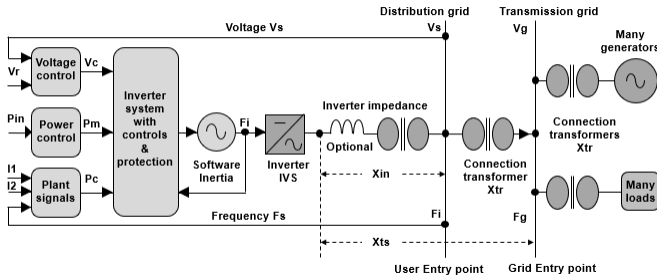 Distribution grid
Transmission grid
Voltage Vs
Vs
Vg
Many
generators
Voltage
control
Vr
Vc
Inverter
system
with
controls
&
protection
Pin
Power
control
Pm
Fi
Software
Inertia
Inverter
IVS
Inverter impedance
Optional
Connection
transformer
Xtr
Connection
transformers
Xtr
I1
I2
Plant
signals
Pc
Xin
Many
loads
Frequency Fs
Fi
Fg
Xts
User Entry point
Grid Entry point